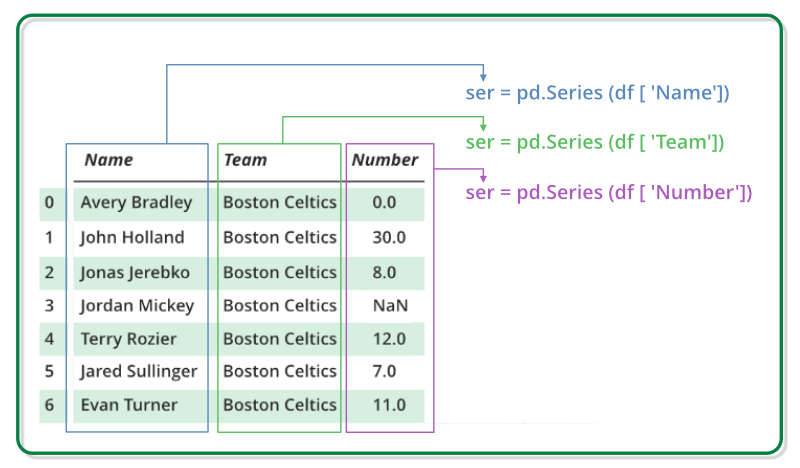 ser = pd.Series (df [ 'Name'])
ser = pd.Series (df [ 'Team'])
ser = pd.Series (df [ 'Number'])
Name Team Number
0 Avery Bradley Boston Celtics 0.0
1 John Holland Boston Celtics 30.0
2 Jonas Jerebko Boston Celtics 8.0
3 Jordan Mickey Boston Celtics NaN
4 Terry Rozier Boston Celtics 12.0
5 Jared Sullinger Boston Celtics 7.0
6 Evan Turner Boston Celtics 11.0